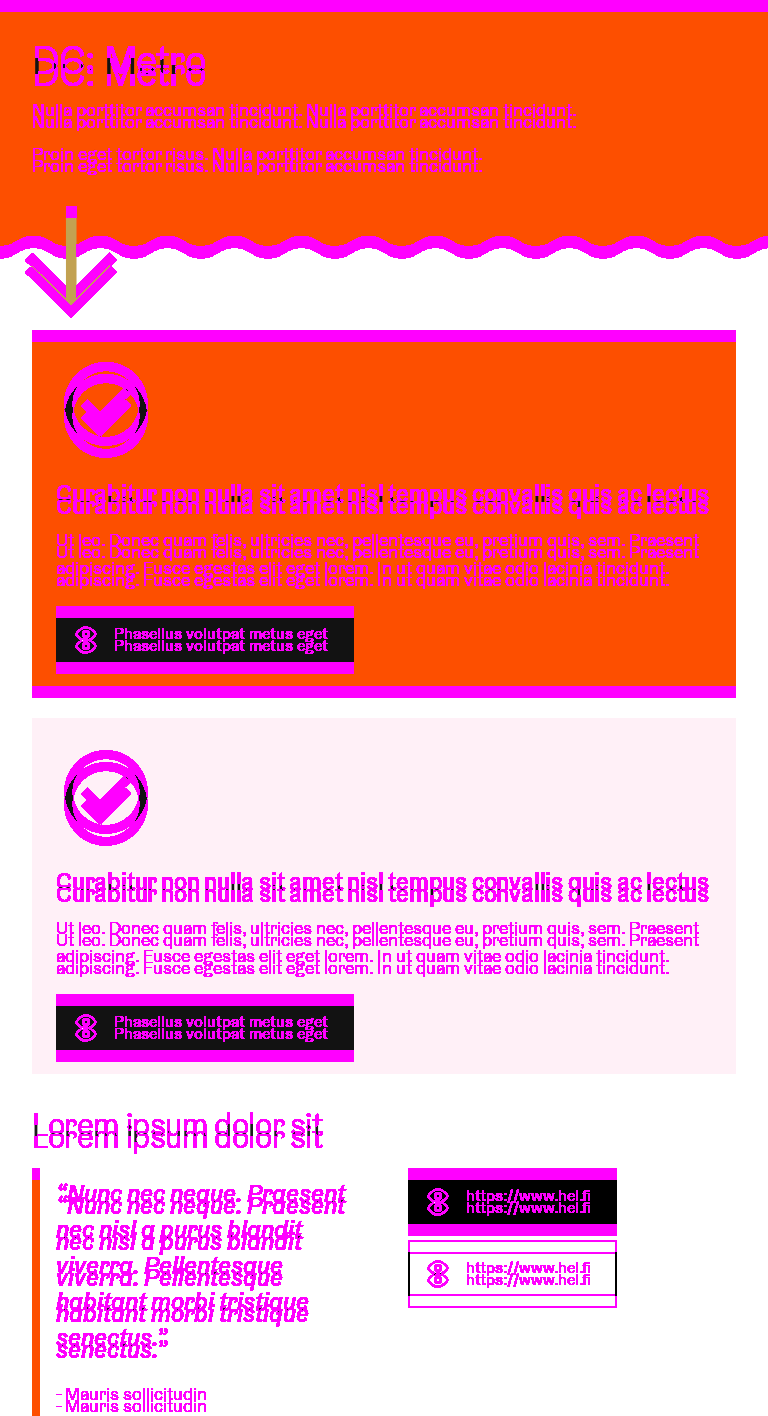 DC: Metro
Nulla porttitor accumsan tincidunt. Nulla porttitor accumsan tincidunt.
Proin eget tortor risus. Nulla porttitor accumsan tincidunt.
Curabitur non nulla sit amet nisl tempus convallis quis ac lectus
Ut leo. Donec quam felis, ultricies nec, pellentesque eu, pretium quis, sem. Praesent
adipiscing. Fusce egestas elit eget lorem. In ut quam vitae odio lacinia tincidunt.
Phasellus volutpat metus eget
Curabitur non nulla sit amet nisl tempus convallis quis ac lectus
Ut leo. Donec quam felis, ultricies nec, pellentesque eu, pretium quis, sem. Praesent
adipiscing. Fusce egestas elit eget lorem. In ut quam vitae odio lacinia tincidunt.
Phasellus volutpat metus eget
Lorem ipsum dolor sit
“Nunc nec neque. Praesent
nec nisl a purus blandit
viverra. Pellentesque
habitant morbi tristique
senectus.”
- Mauris sollicitudin
https://www.hel.fi
https://www.hel.fi